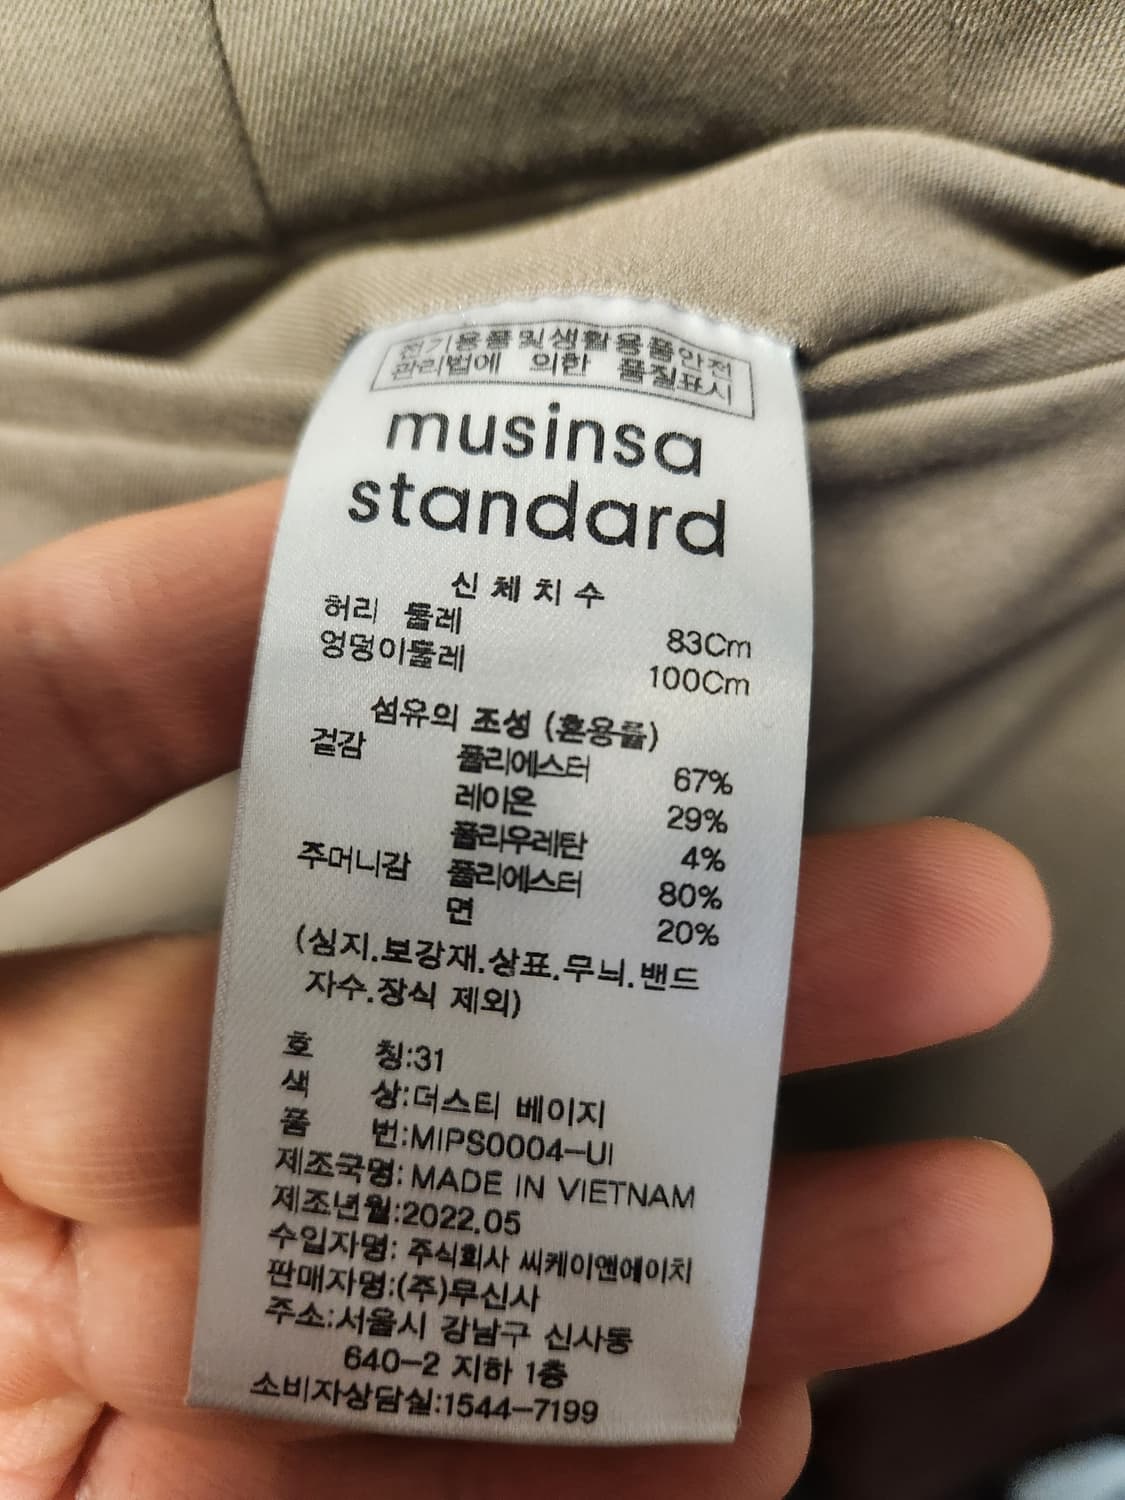 전기용품및생활용품안전
관리법에 의한 품질표시
musinsa
standard
신체치수
허리 둘레 83Cm
엉덩이둘레 100Cm
섬유의 조성 (혼용률)
겉감 폴리에스터 67%
레이온 29%
폴리우레탄 4%
주머니감 폴리에스터 80%
면 20%
(심지.보강재.상표.무늬.밴드
자수.장식 제외)
호 칭:31
색 상:더스티 베이지
품 번:MIPS0004-UI
제조국명: MADE IN VIETNAM
제조년월:2022.05
수입자명: 주식회사 씨케이앤에이치
판매자명:(주)무신사
주소:서울시 강남구 신사동
640-2 지하 1층
소비자상담실:1544-7199